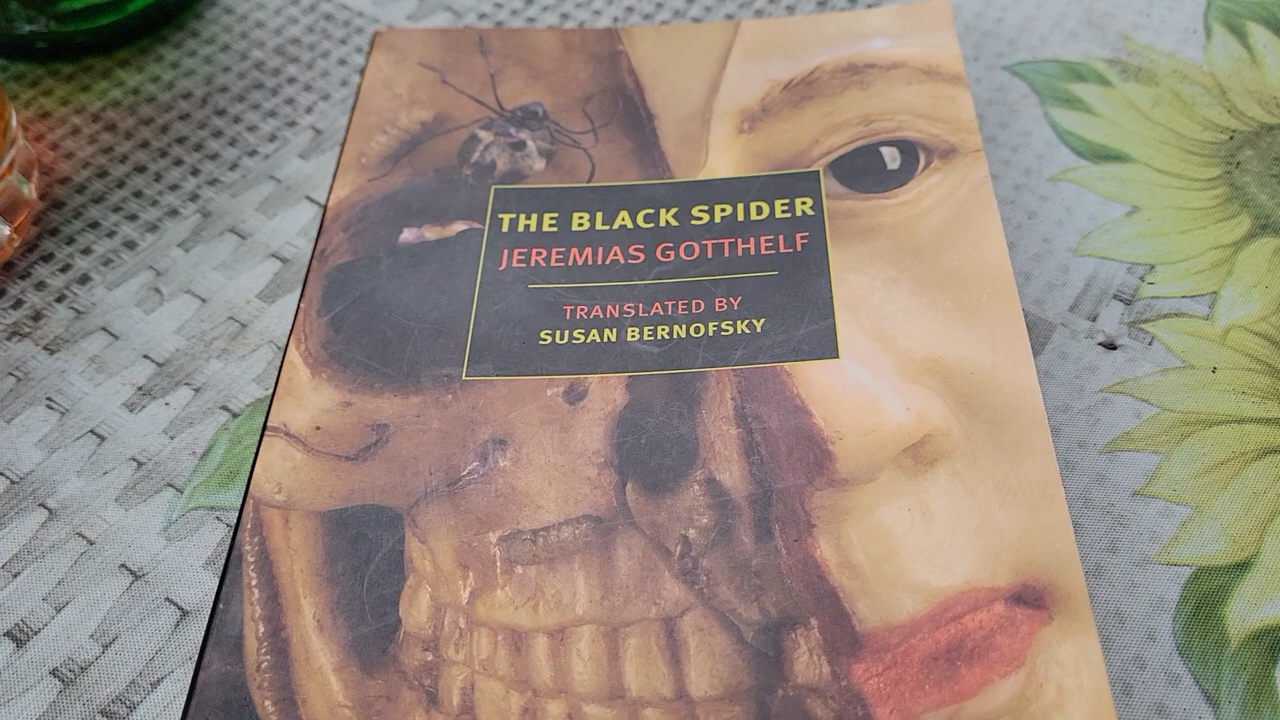 THE BLACK SPIDER
JEREMIAS GOTTHELF
TRANSLATED BY
SUSAN BERNOFSKY